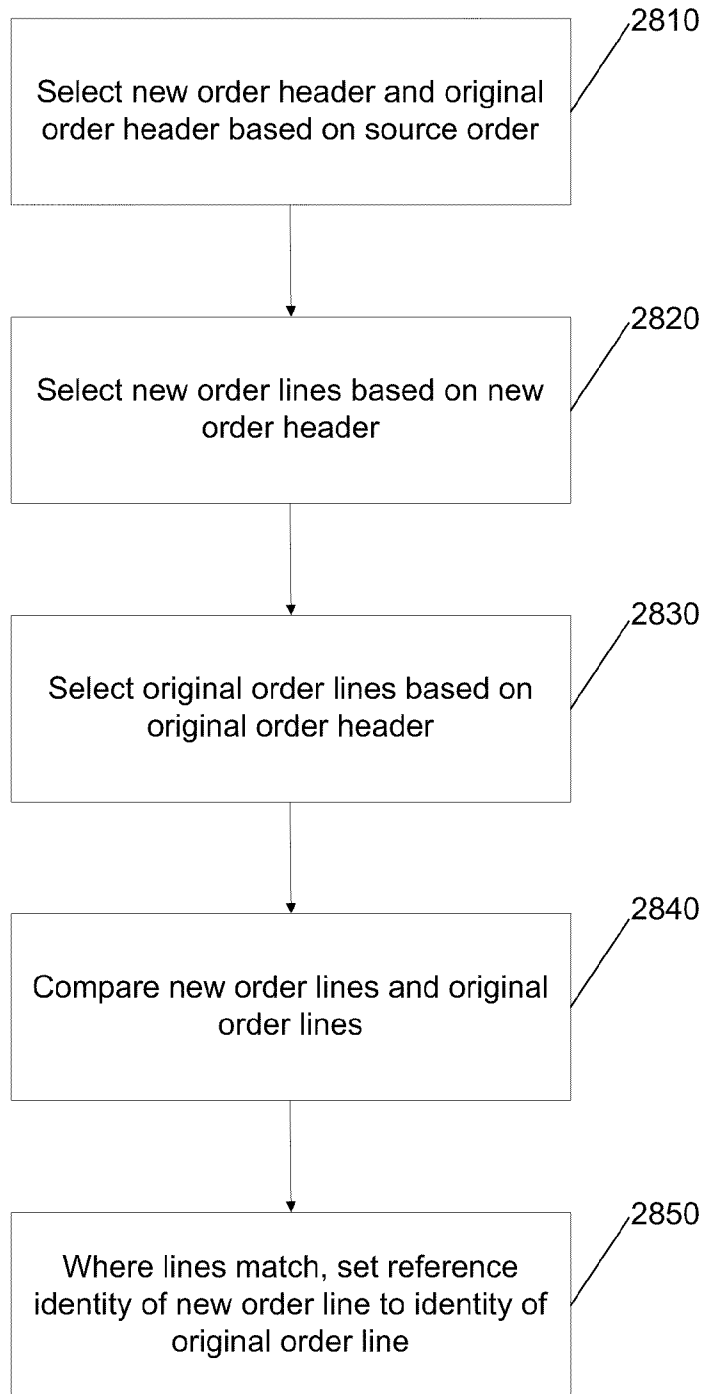 2810
Select new order header and original
order header based on source order
2820
Select new order lines based on new
order header
2830
Select original order lines based on
original order header
2840
Compare new order lines and original
order lines
2850
Where lines match, set reference
identity of new order line to identity of
original order line